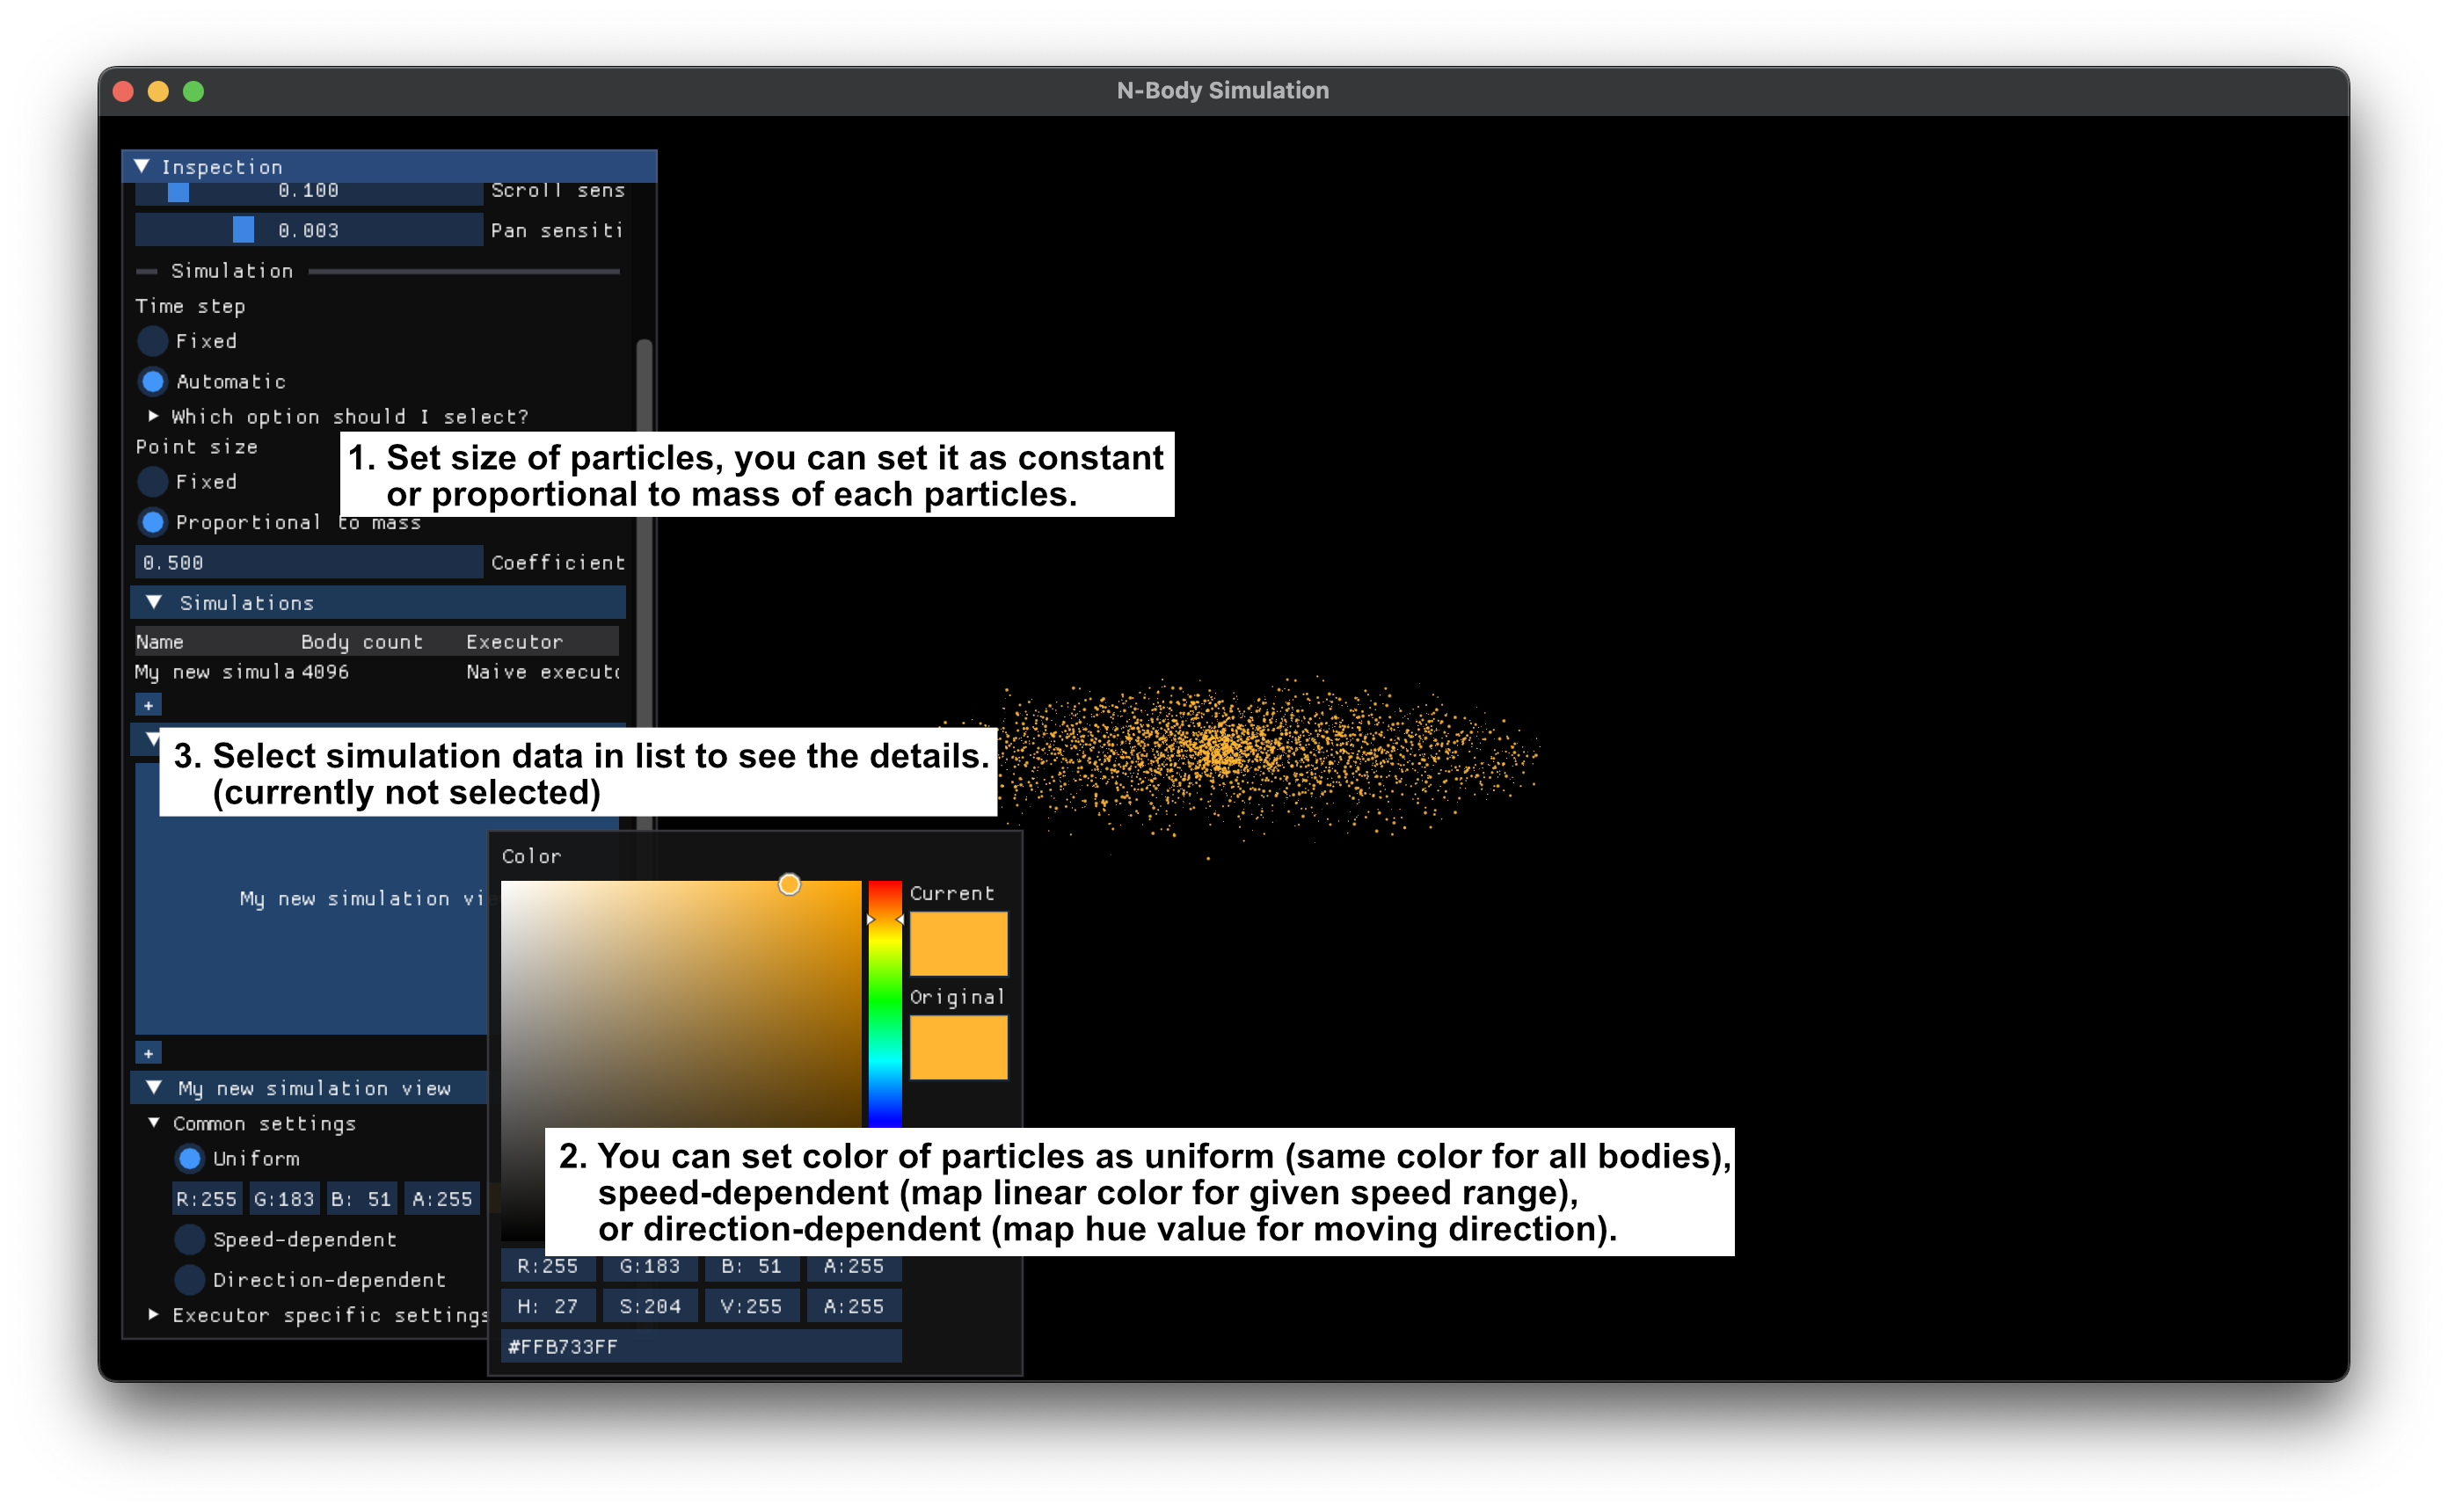 N-Body Simulation
Inspection
0.100 Scroll sens
0.003 Pan sensiti
Simulation
Time step
Fixed
Automatic
Which option should I select?
Point size
1. Set size of particles, you can set it as constant
or proportional to mass of each particles.
Fixed
Proportional to mass
0.500 Coefficient
Simulations
Name Body count Executor
My new simula 4096 Naive executo
+
3. Select simulation data in list to see the details.
(currently not selected)
My new simulation vi
+
My new simulation view
Common settings
Uniform
R:255 G:183 B: 51 A:255
Speed-dependent
Direction-dependent
Executor specific settings
Color
Current
Original
2. You can set color of particles as uniform (same color for all bodies),
speed-dependent (map linear color for given speed range),
or direction-dependent (map hue value for moving direction).
R:255 G:183 B: 51 A:255
H: 27 S:204 V:255 A:255
#FFB733FF